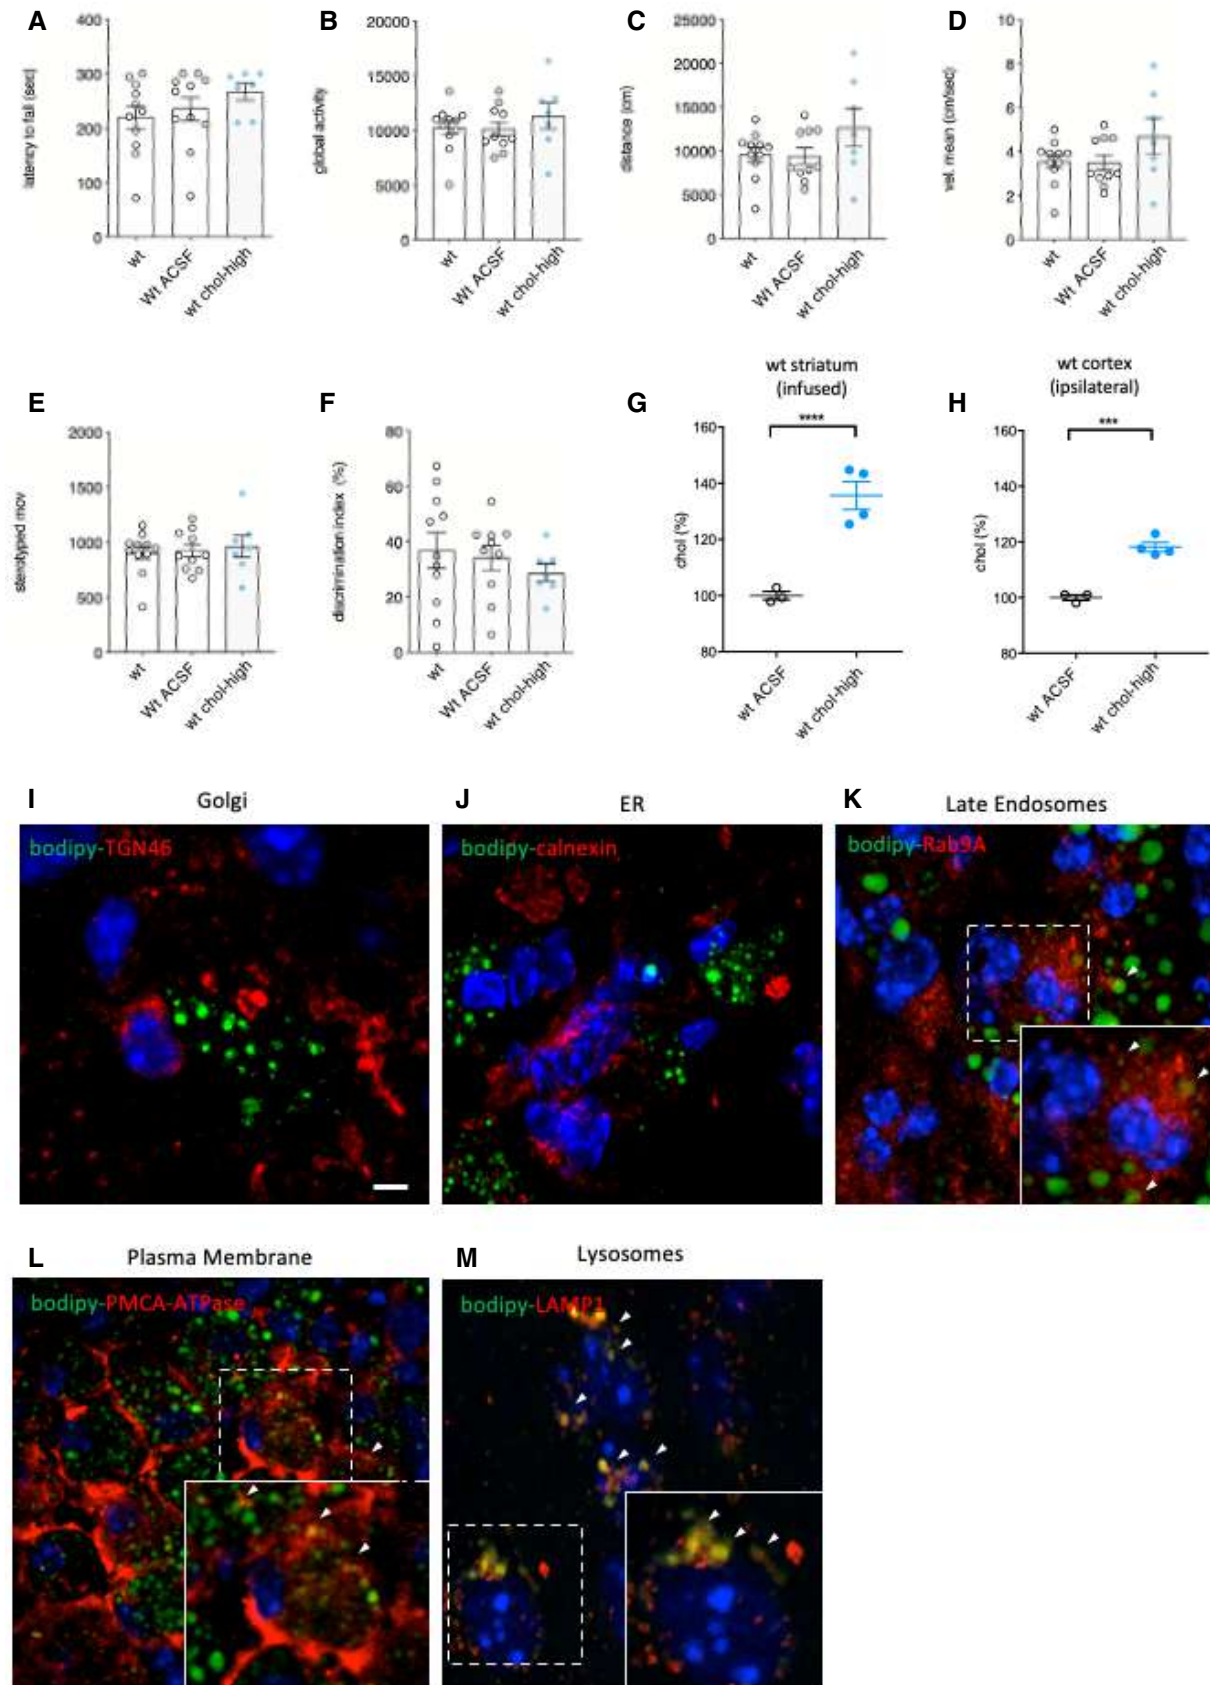 A
latency to fall (sec)
400
300
200
100
0
wt
Wt ACSF
wt chol-high
B
global activity
20000
15000
10000
5000
0
wt
Wt ACSF
wt chol-high
C
distance (cm)
25000
20000
15000
10000
5000
0
wt
Wt ACSF
wt chol-high
D
vel. mean (cm/sec)
10
8
6
4
2
0
wt
Wt ACSF
wt chol-high
E
sterotyped mov
2000
1500
1000
500
0
wt
Wt ACSF
wt chol-high
F
discrimination index (%)
80
60
40
20
0
wt
Wt ACSF
wt chol-high
G
wt striatum
(infused)
****
chol (%)
160
140
120
100
80
wt ACSF
wt chol-high
H
wt cortex
(ipsilateral)
***
chol (%)
160
140
120
100
80
wt ACSF
wt chol-high
I
Golgi
bodipy-TGN46
J
ER
bodipy-calnexin
K
Late Endosomes
bodipy-Rab9A
L
Plasma Membrane
bodipy-PMCA-ATPase
M
Lysosomes
bodipy-LAMP1